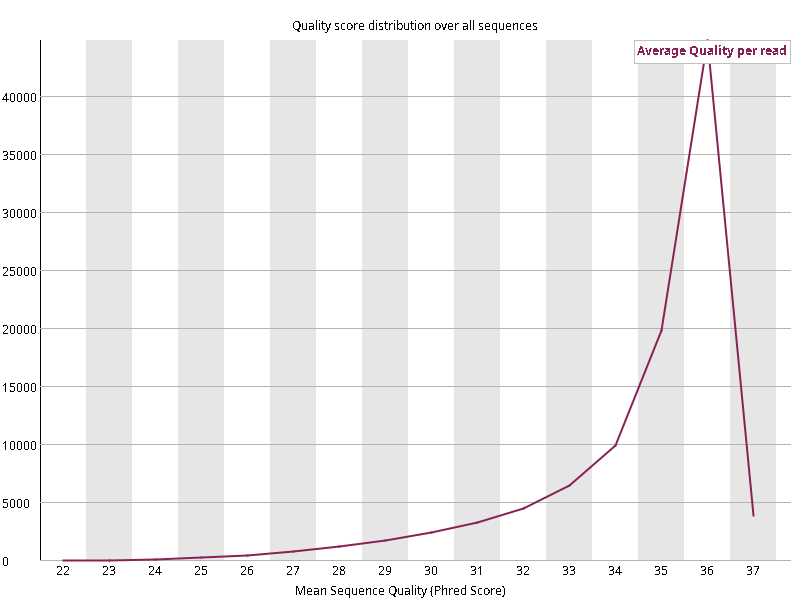 Quality score distribution over all sequences
Average Quality per read
40000
35000
30000
25000
20000
15000
10000
5000
0
22 23 24 25 26 27 28 29 30 31 32 33 34 35 36 37
Mean Sequence Quality (Phred Score)